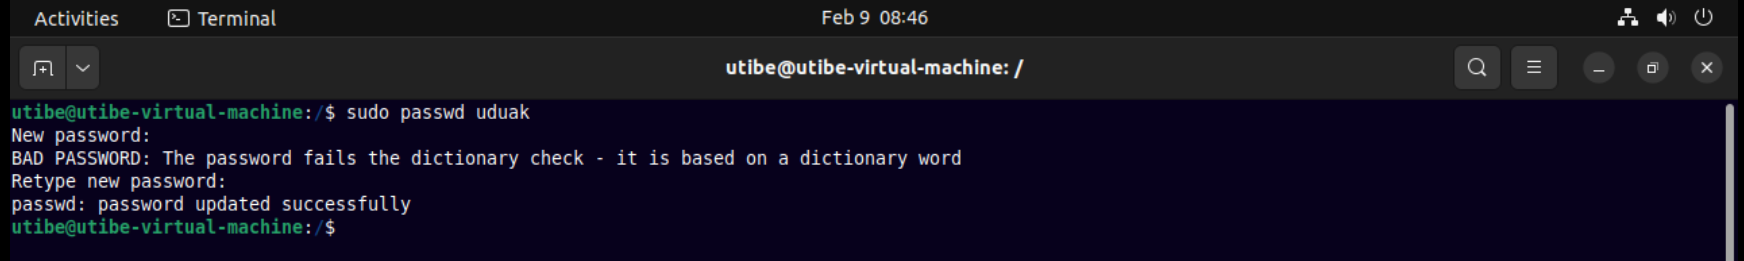 Activities Terminal Feb 9 08:46
utibe@utibe-virtual-machine: /
utibe@utibe-virtual-machine:/$ sudo passwd uduak
New password:
BAD PASSWORD: The password fails the dictionary check - it is based on a dictionary word
Retype new password:
passwd: password updated successfully
utibe@utibe-virtual-machine:/$